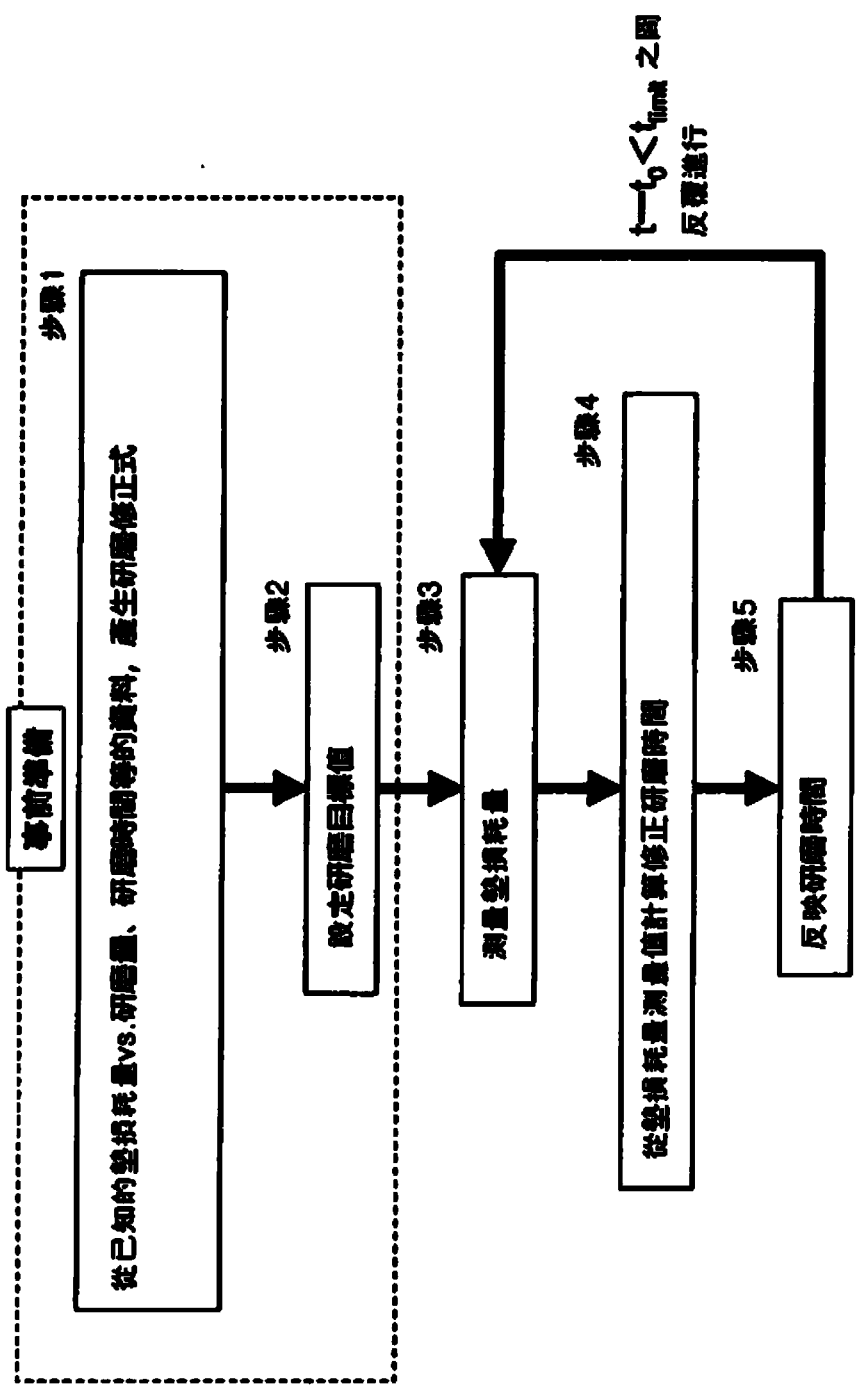 事前準備
步驟1
從已知的墊損耗量vs.研磨量、研磨時間等的資料，產生研磨修正式
步驟2
設定研磨目標值
步驟3
測量墊損耗量
步驟4
從墊損耗量測量值計算修正研磨時間
步驟5
反映研磨時間
t—t₀＜t_limit 之間
反覆進行